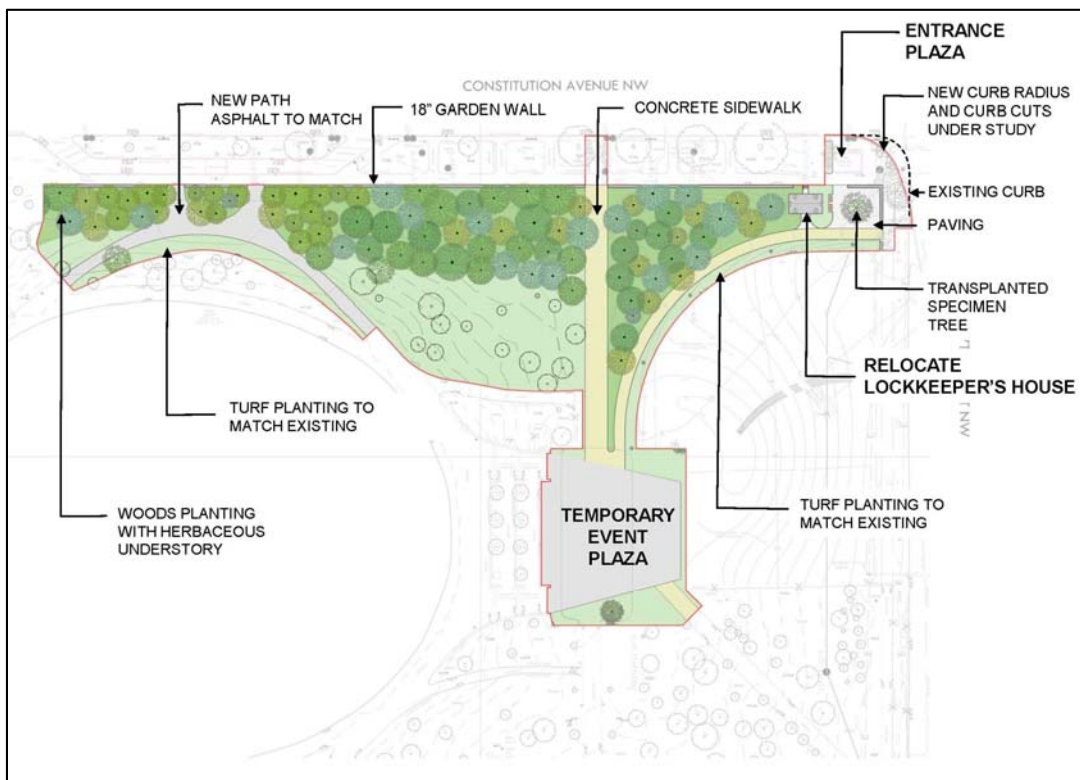 ENTRANCE
PLAZA
CONSTITUTION AVENUE NW
NEW PATH
ASPHALT TO MATCH
18" GARDEN WALL
CONCRETE SIDEWALK
NEW CURB RADIUS
AND CURB CUTS
UNDER STUDY
EXISTING CURB
PAVING
TRANSPLANTED
SPECIMEN
TREE
RELOCATE
LOCKKEEPER'S HOUSE
TURF PLANTING TO
MATCH EXISTING
WOODS PLANTING
WITH HERBACEOUS
UNDERSTORY
TEMPORARY
EVENT
PLAZA
TURF PLANTING TO
MATCH EXISTING
NW